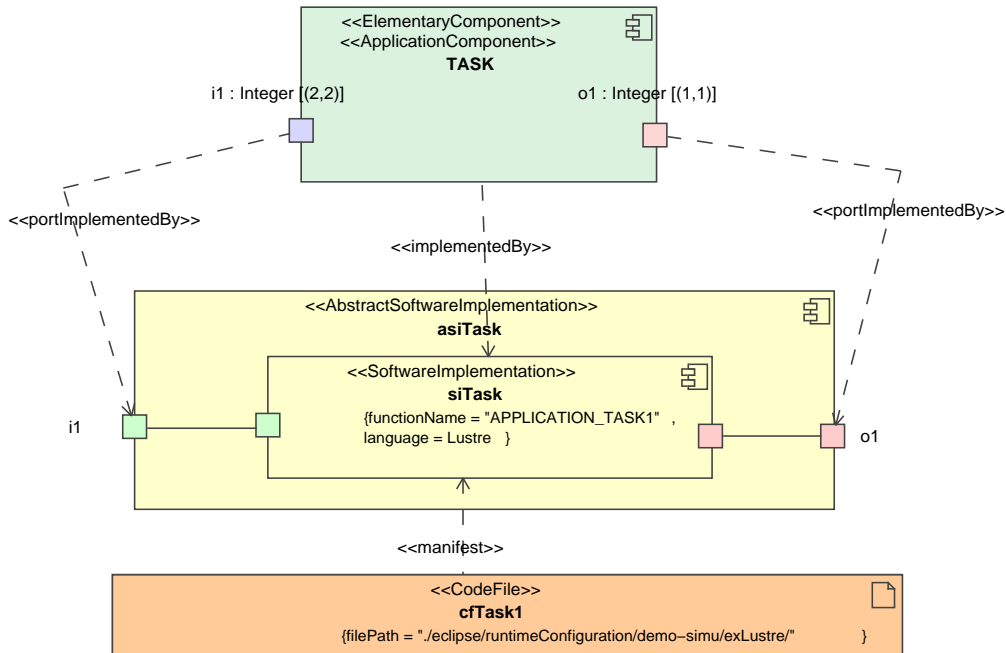 <<ElementaryComponent>>
<<ApplicationComponent>>
TASK
i1 : Integer [(2,2)]
o1 : Integer [(1,1)]
<<portImplementedBy>>
<<portImplementedBy>>
<<implementedBy>>
<<AbstractSoftwareImplementation>>
asiTask
<<SoftwareImplementation>>
siTask
{functionName = "APPLICATION_TASK1" ,
language = Lustre }
i1
o1
<<manifest>>
<<CodeFile>>
cfTask1
{filePath = "./eclipse/runtimeConfiguration/demo−simu/exLustre/" }